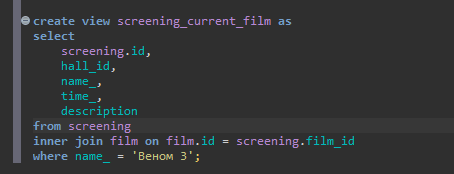 create view screening_current_film as
select
screening.id,
hall_id,
name_,
time_,
description
from screening
inner join film on film.id = screening.film_id
where name_ = 'Веном 3';